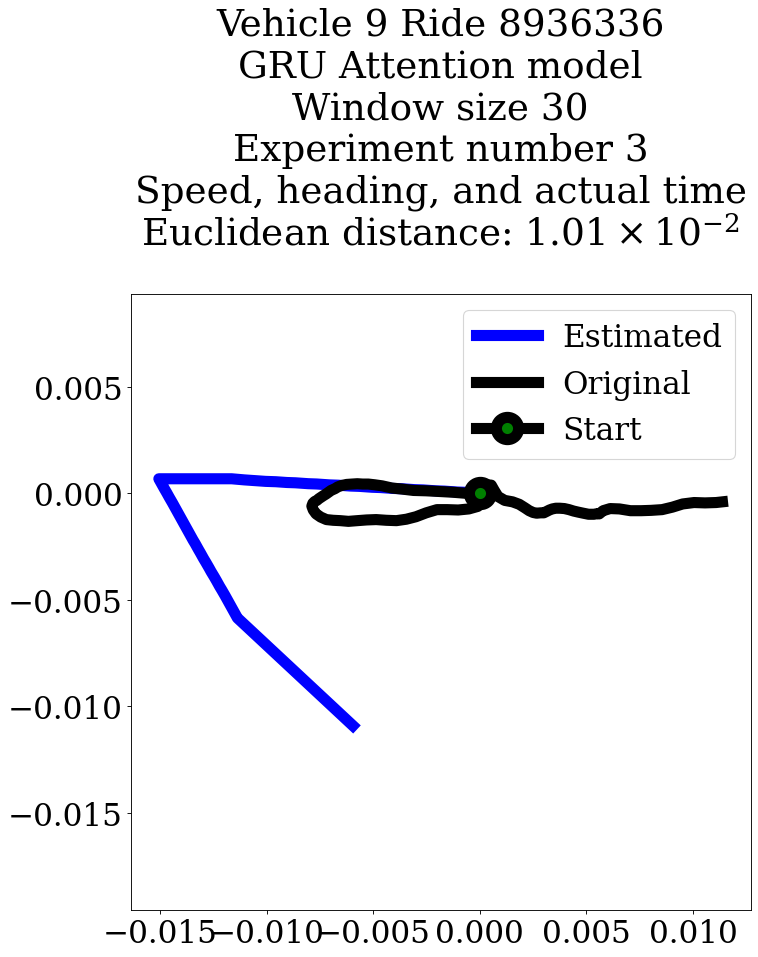 Vehicle 9 Ride 8936336
GRU Attention model
Window size 30
Experiment number 3
Speed, heading, and actual time
Euclidean distance: 1.01 × 10⁻²
Estimated
Original
Start
0.005
0.000
−0.005
−0.010
−0.015
−0.015 −0.010 −0.005 0.000 0.005 0.010